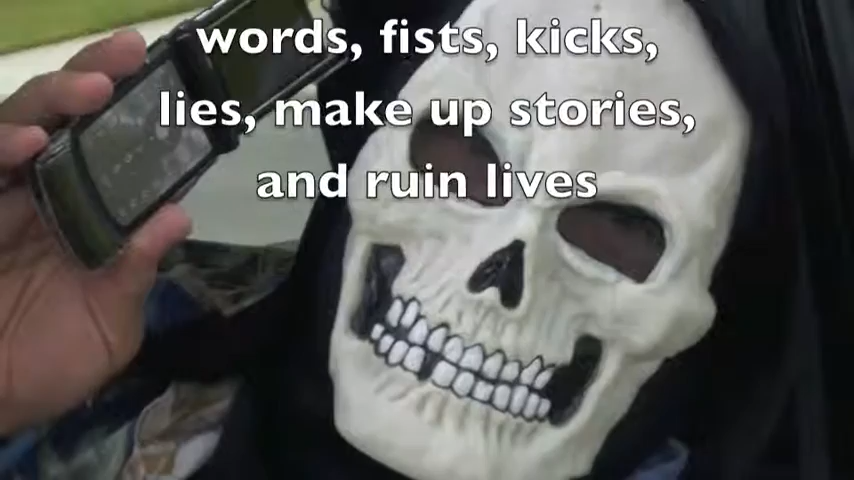 words, fists, kicks,
lies, make up stories,
and ruin lives